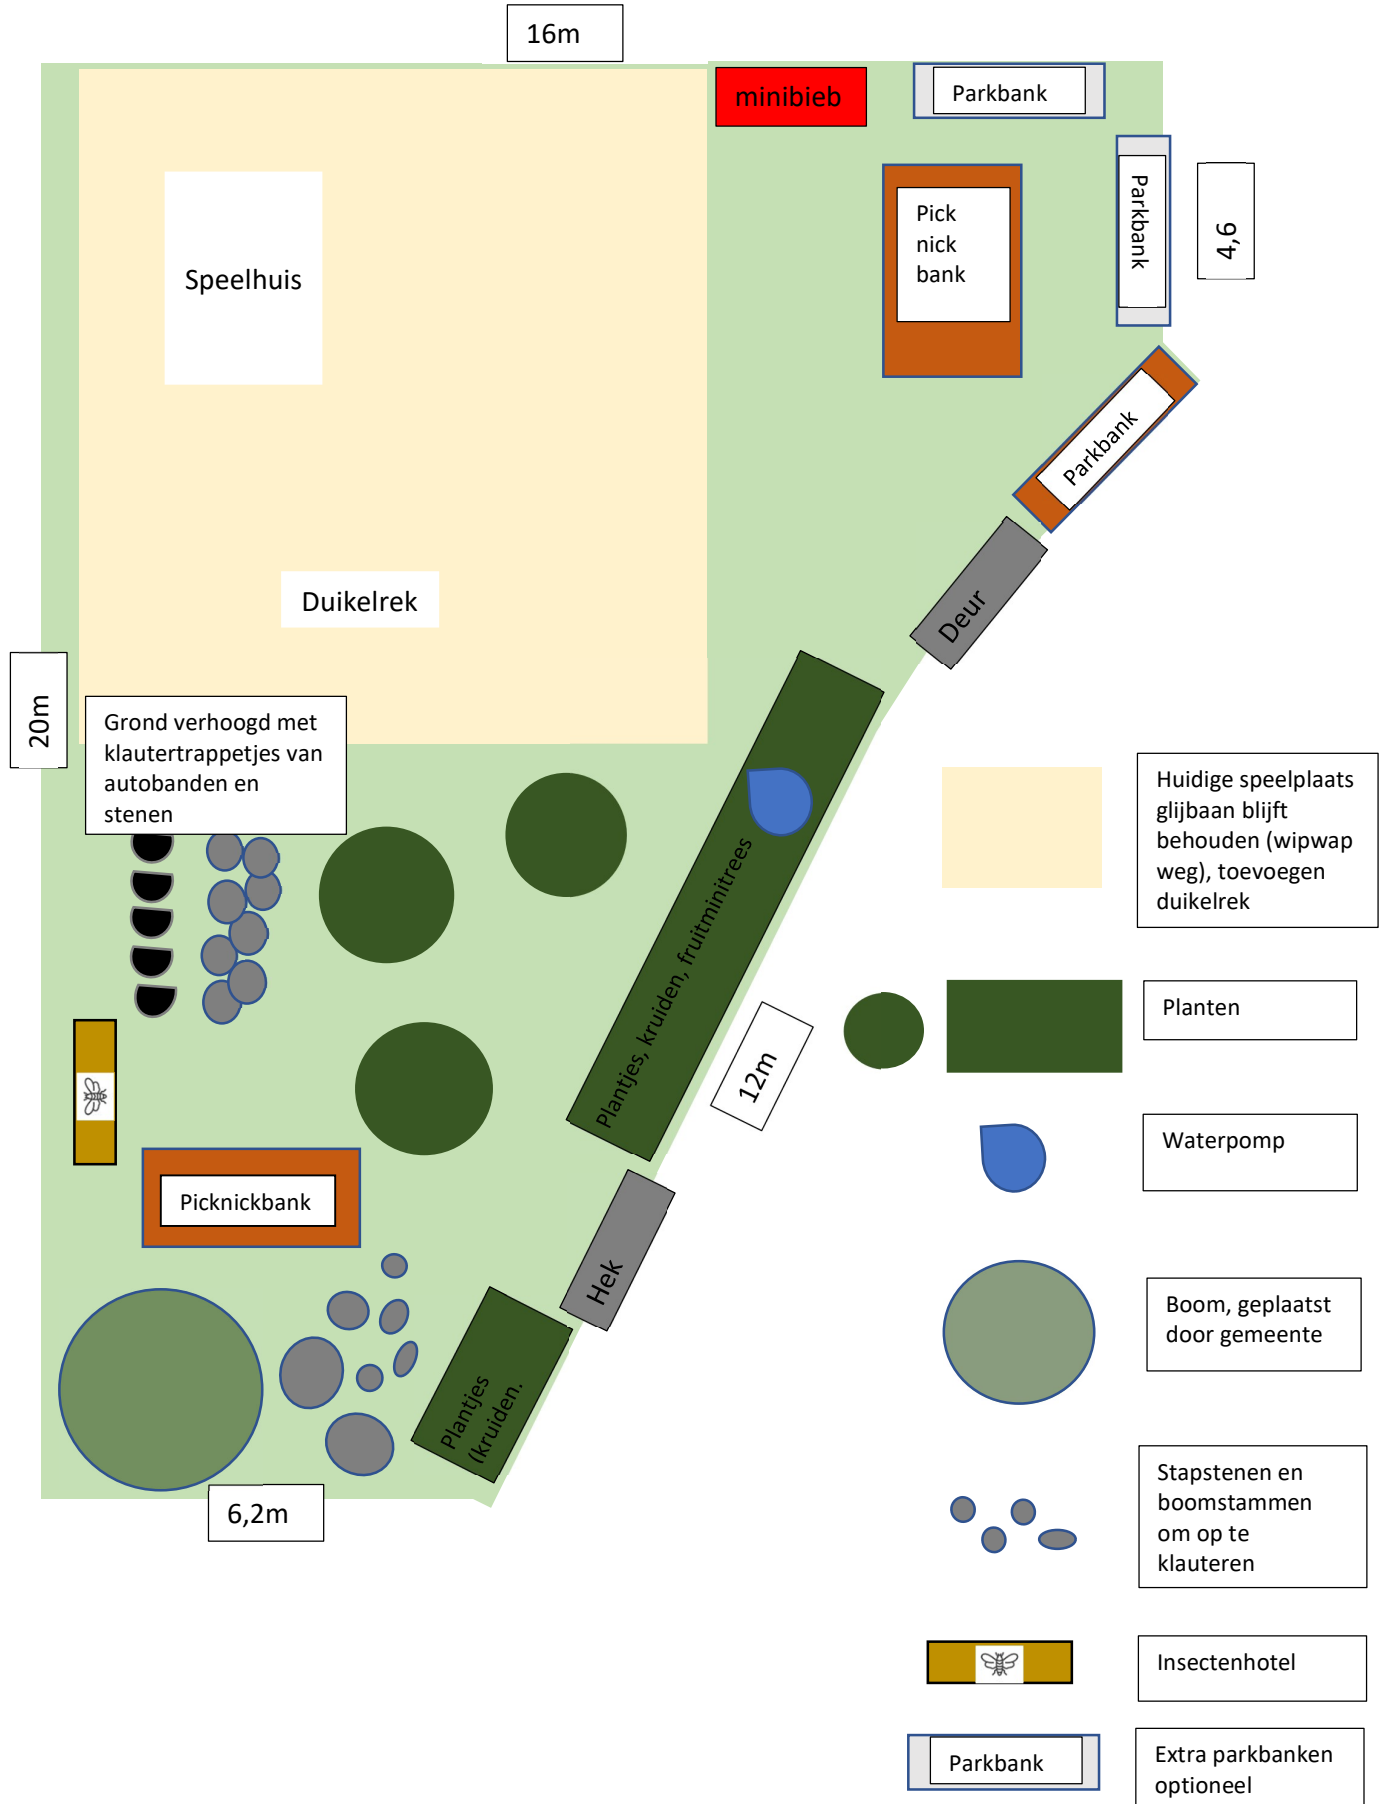 16m
minibieb
Parkbank
Parkbank
4,6
Pick
nick
bank
Speelhuis
Parkbank
Duikelrek
Deur
20m
Grond verhoogd met
klautertrappetjes van
autobanden en
stenen
Plantjes, kruiden, fruitminitrees
12m
Picknickbank
Hek
Plantjes
(kruiden.
6,2m
Huidige speelplaats
glijbaan blijft
behouden (wipwap
weg), toevoegen
duikelrek
Planten
Waterpomp
Boom, geplaatst
door gemeente
Stapstenen en
boomstammen
om op te
klauteren
Insectenhotel
Parkbank
Extra parkbanken
optioneel